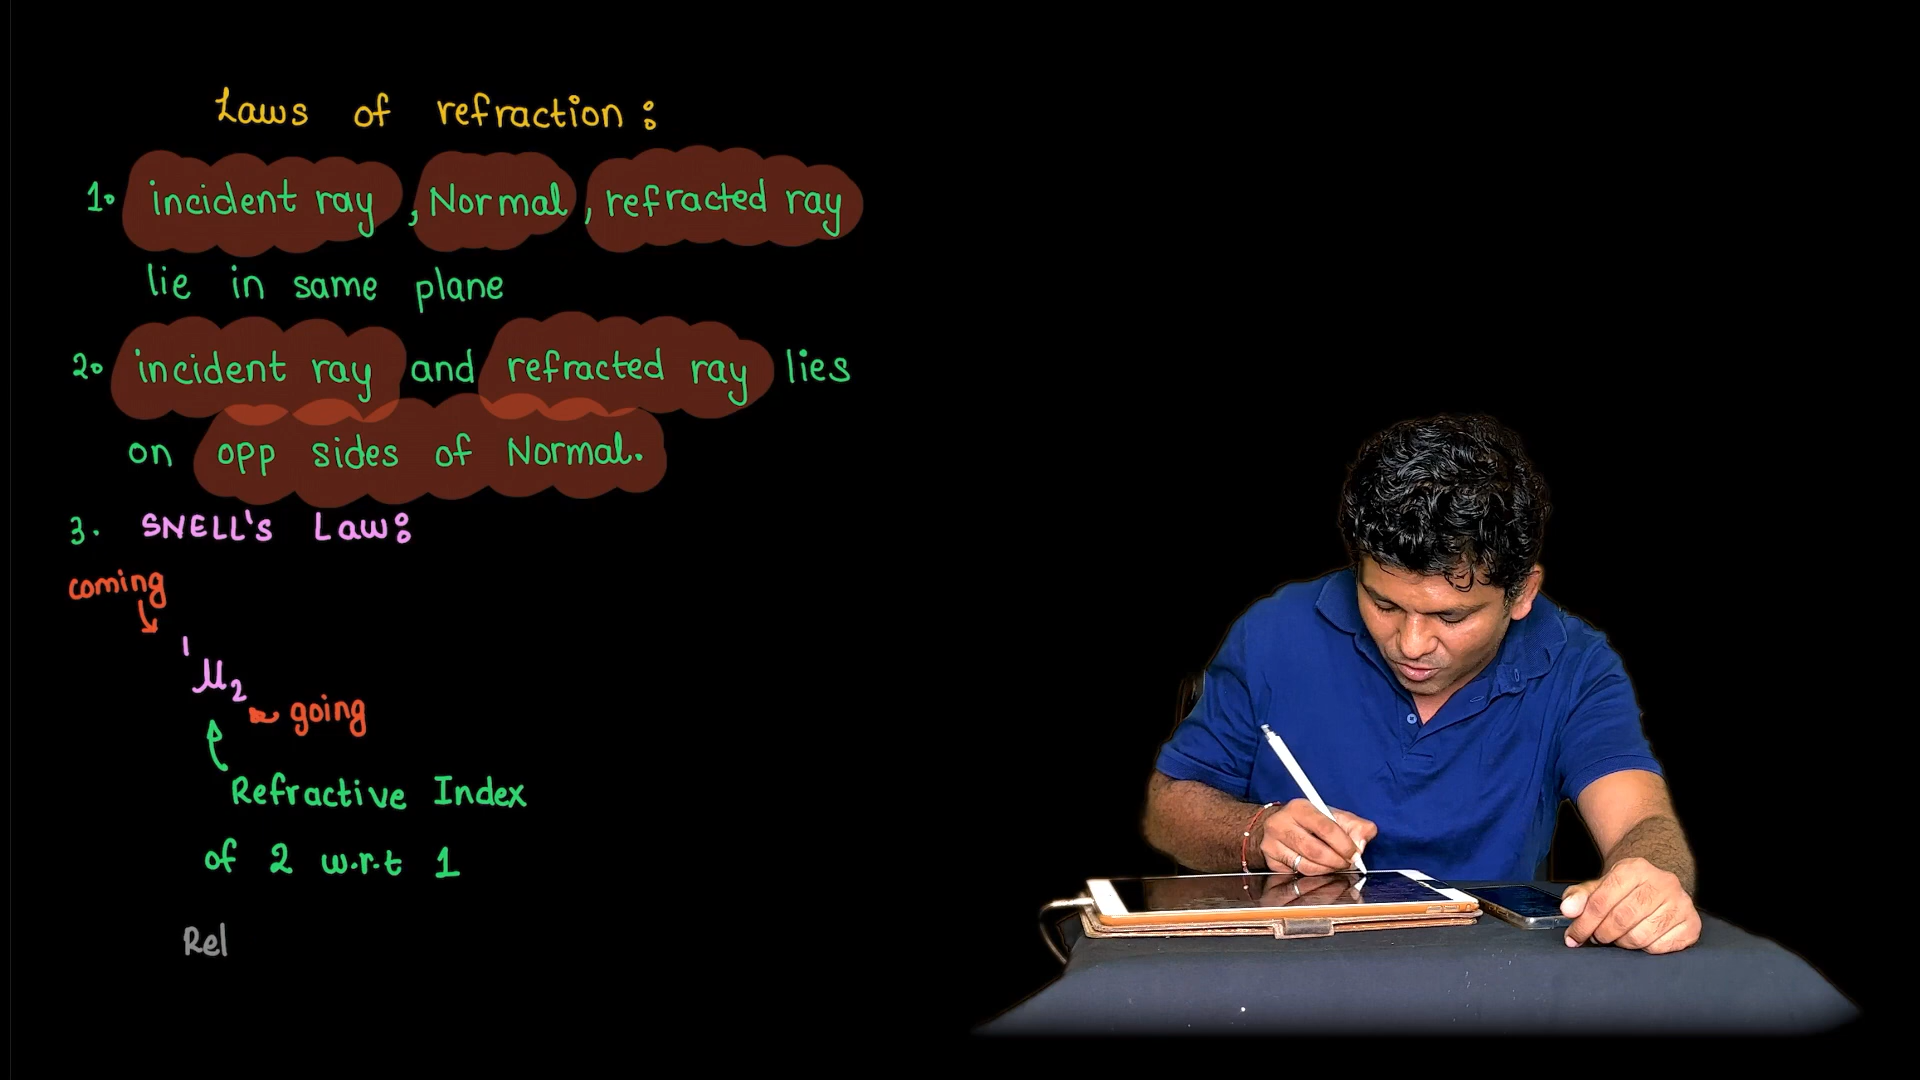 Laws of refraction:
1. incident ray, Normal, refracted ray
lie in same plane
2. incident ray and refracted ray lies
on opp sides of Normal.
3. SNELL's Law:
coming
¹μ₂
going
Refractive Index
of 2 w.r.t 1
Rel